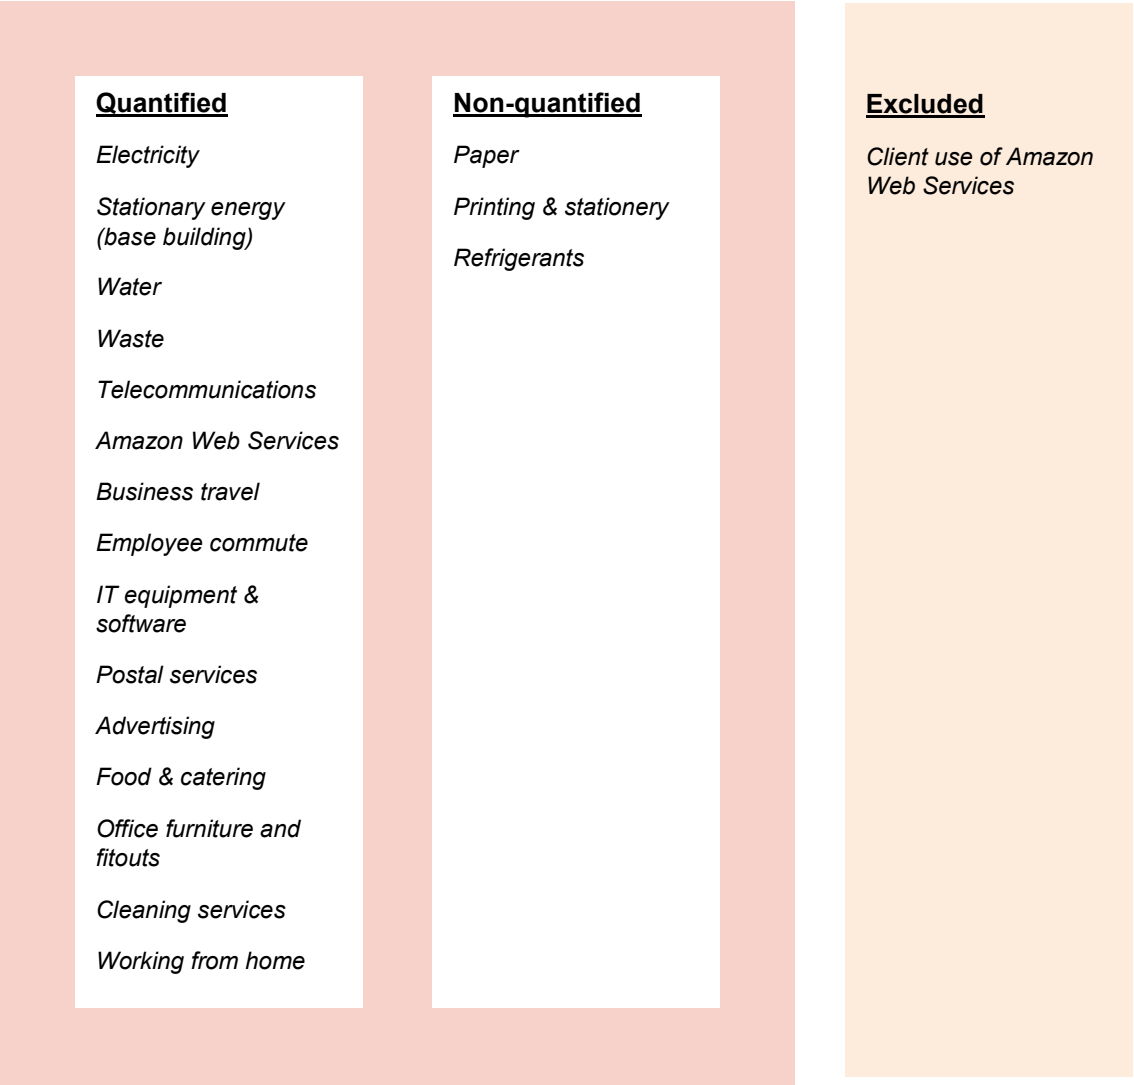 Quantified
Electricity
Stationary energy
(base building)
Water
Waste
Telecommunications
Amazon Web Services
Business travel
Employee commute
IT equipment &
software
Postal services
Advertising
Food & catering
Office furniture and
fitouts
Cleaning services
Working from home
Non-quantified
Paper
Printing & stationery
Refrigerants
Excluded
Client use of Amazon
Web Services